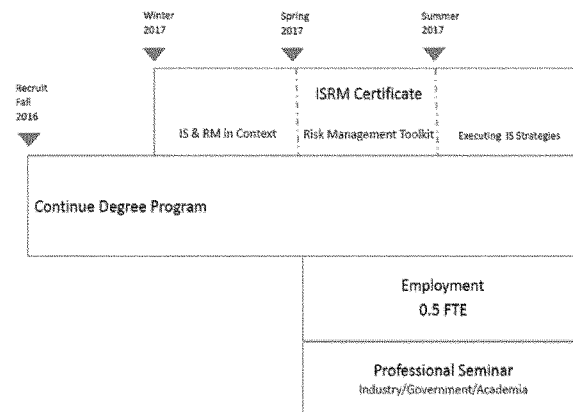 Winter
2017
Spring
2017
Summer
2017
Recruit
Fall
2016
ISRM Certificate
IS & RM in Context
Risk Management Toolkit
Executing IS Strategies
Continue Degree Program
Employment
0.5 FTE
Professional Seminar
Industry/Government/Academia